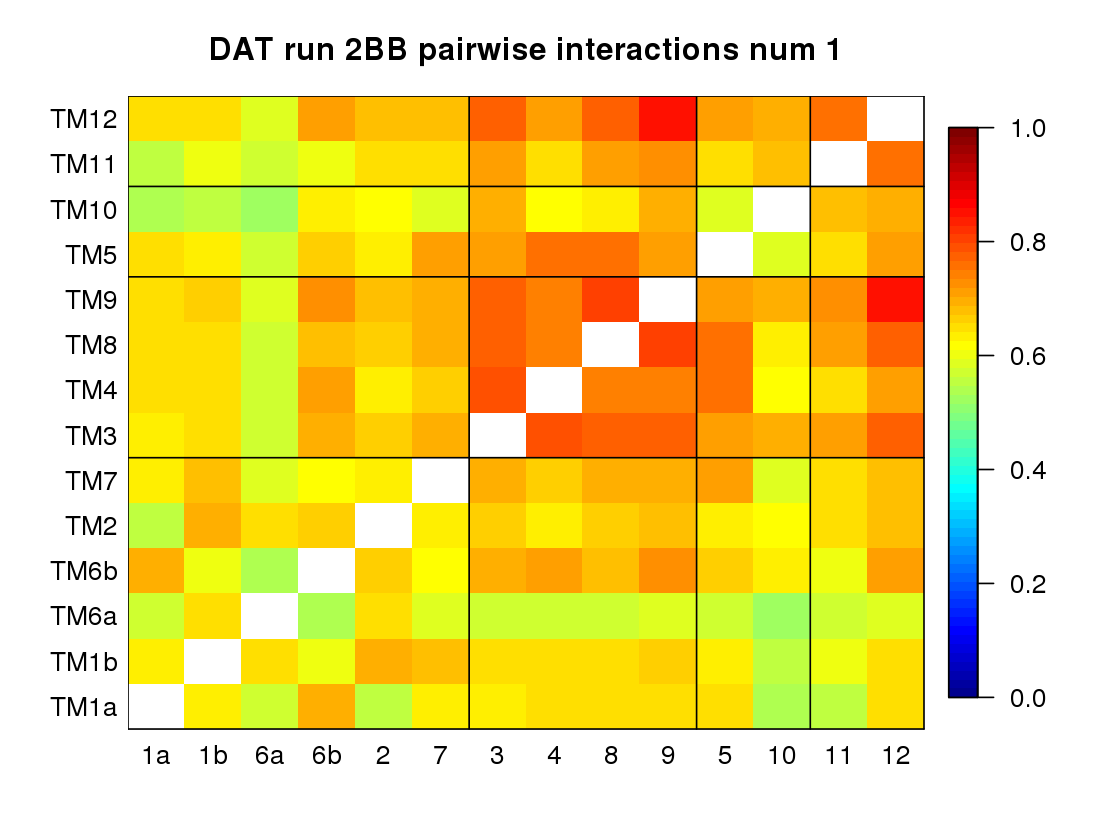 DAT run 2BB pairwise interactions num 1
TM12
TM11
TM10
TM5
TM9
TM8
TM4
TM3
TM7
TM2
TM6b
TM6a
TM1b
TM1a
1a 1b 6a 6b 2 7 3 4 8 9 5 10 11 12
1.0
0.8
0.6
0.4
0.2
0.0